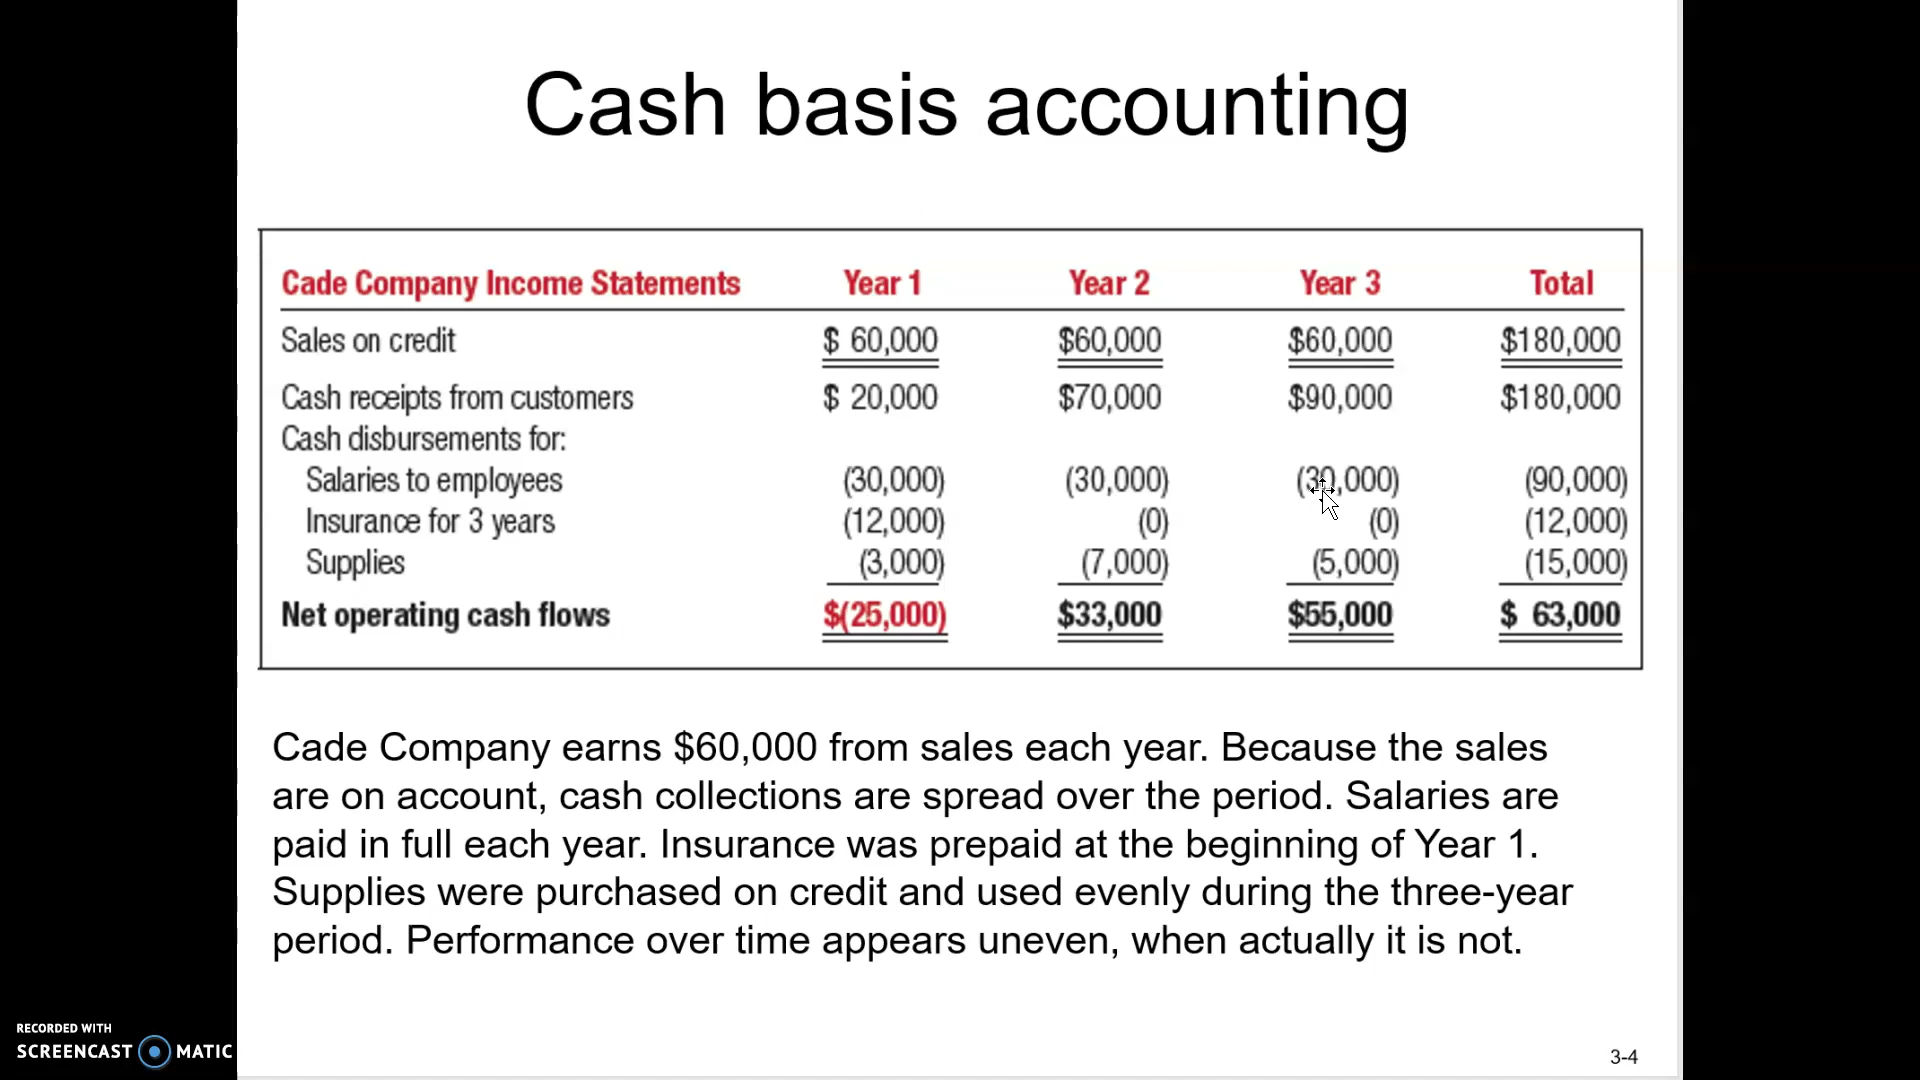 Cash basis accounting
Cade Company Income Statements Year 1 Year 2 Year 3 Total
Sales on credit $ 60,000 $60,000 $60,000 $180,000
Cash receipts from customers $ 20,000 $70,000 $90,000 $180,000
Cash disbursements for:
Salaries to employees (30,000) (30,000) (30,000) (90,000)
Insurance for 3 years (12,000) (0) (0) (12,000)
Supplies (3,000) (7,000) (5,000) (15,000)
Net operating cash flows $(25,000) $33,000 $55,000 $ 63,000
Cade Company earns $60,000 from sales each year. Because the sales
are on account, cash collections are spread over the period. Salaries are
paid in full each year. Insurance was prepaid at the beginning of Year 1.
Supplies were purchased on credit and used evenly during the three-year
period. Performance over time appears uneven, when actually it is not.
RECORDED WITH
SCREENCAST MATIC
3-4